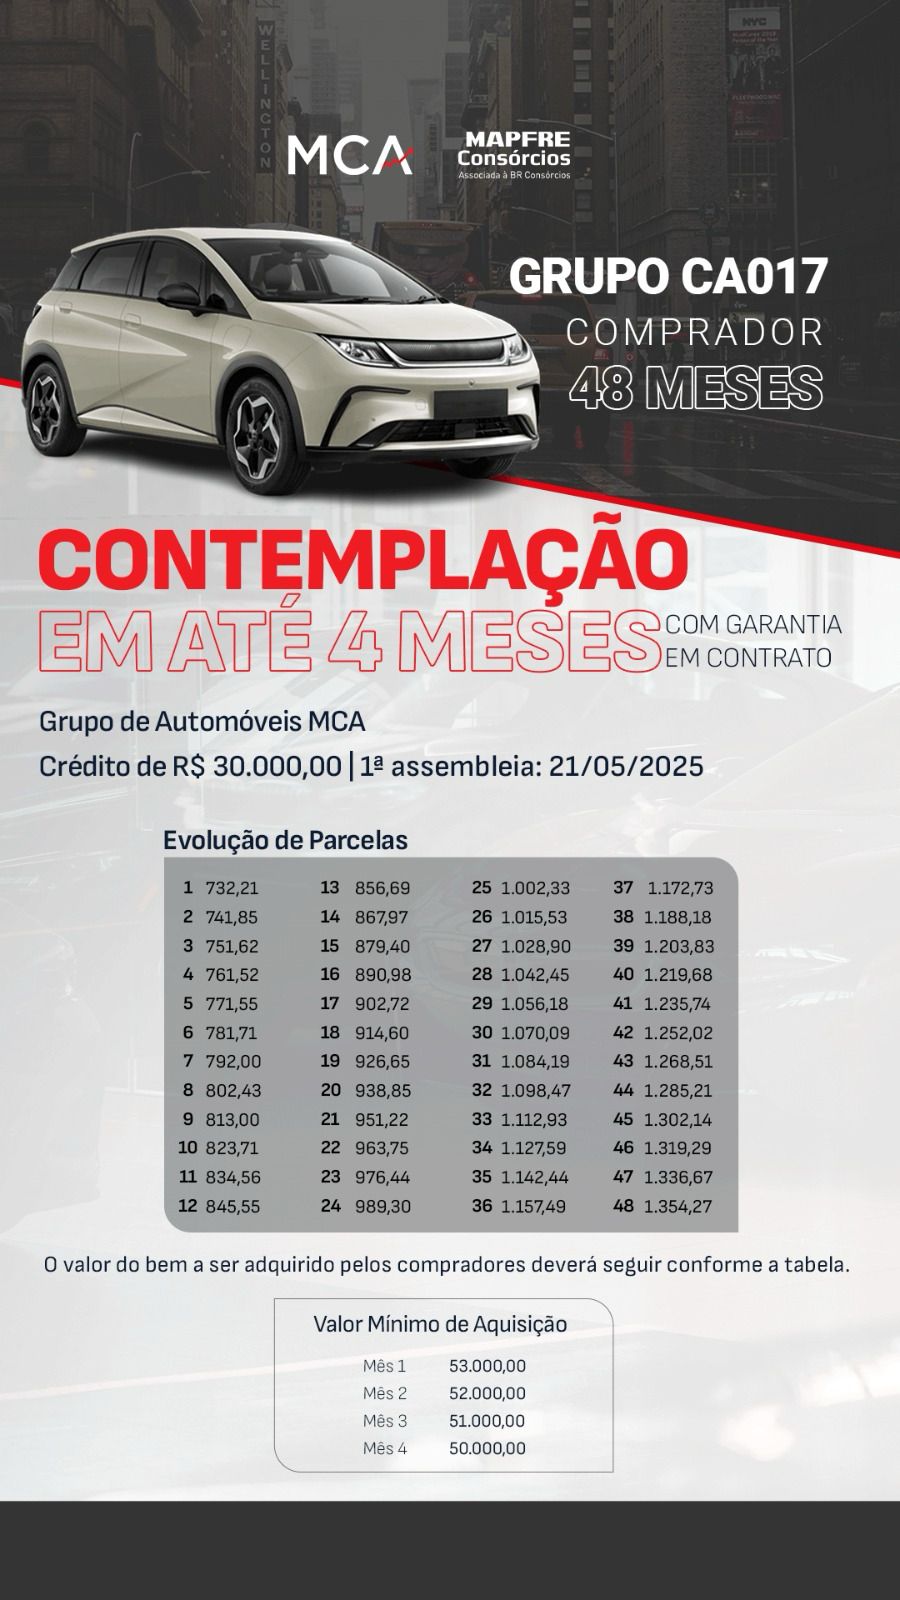 WELLINGTON
NYC
MCA
MAPFRE
Consórcios
Associada à BR Consórcios
GRUPO CA017
COMPRADOR
48 MESES
CONTEMPLAÇÃO
EM ATÉ 4 MESES
COM GARANTIA
EM CONTRATO
Grupo de Automóveis MCA
Crédito de R$ 30.000,00 | 1ª assembleia: 21/05/2025
Evolução de Parcelas
1 732,21 13 856,69 25 1.002,33 37 1.172,73
2 741,85 14 867,97 26 1.015,53 38 1.188,18
3 751,62 15 879,40 27 1.028,90 39 1.203,83
4 761,52 16 890,98 28 1.042,45 40 1.219,68
5 771,55 17 902,72 29 1.056,18 41 1.235,74
6 781,71 18 914,60 30 1.070,09 42 1.252,02
7 792,00 19 926,65 31 1.084,19 43 1.268,51
8 802,43 20 938,85 32 1.098,47 44 1.285,21
9 813,00 21 951,22 33 1.112,93 45 1.302,14
10 823,71 22 963,75 34 1.127,59 46 1.319,29
11 834,56 23 976,44 35 1.142,44 47 1.336,67
12 845,55 24 989,30 36 1.157,49 48 1.354,27
O valor do bem a ser adquirido pelos compradores deverá seguir conforme a tabela.
Valor Mínimo de Aquisição
Mês 1 53.000,00
Mês 2 52.000,00
Mês 3 51.000,00
Mês 4 50.000,00